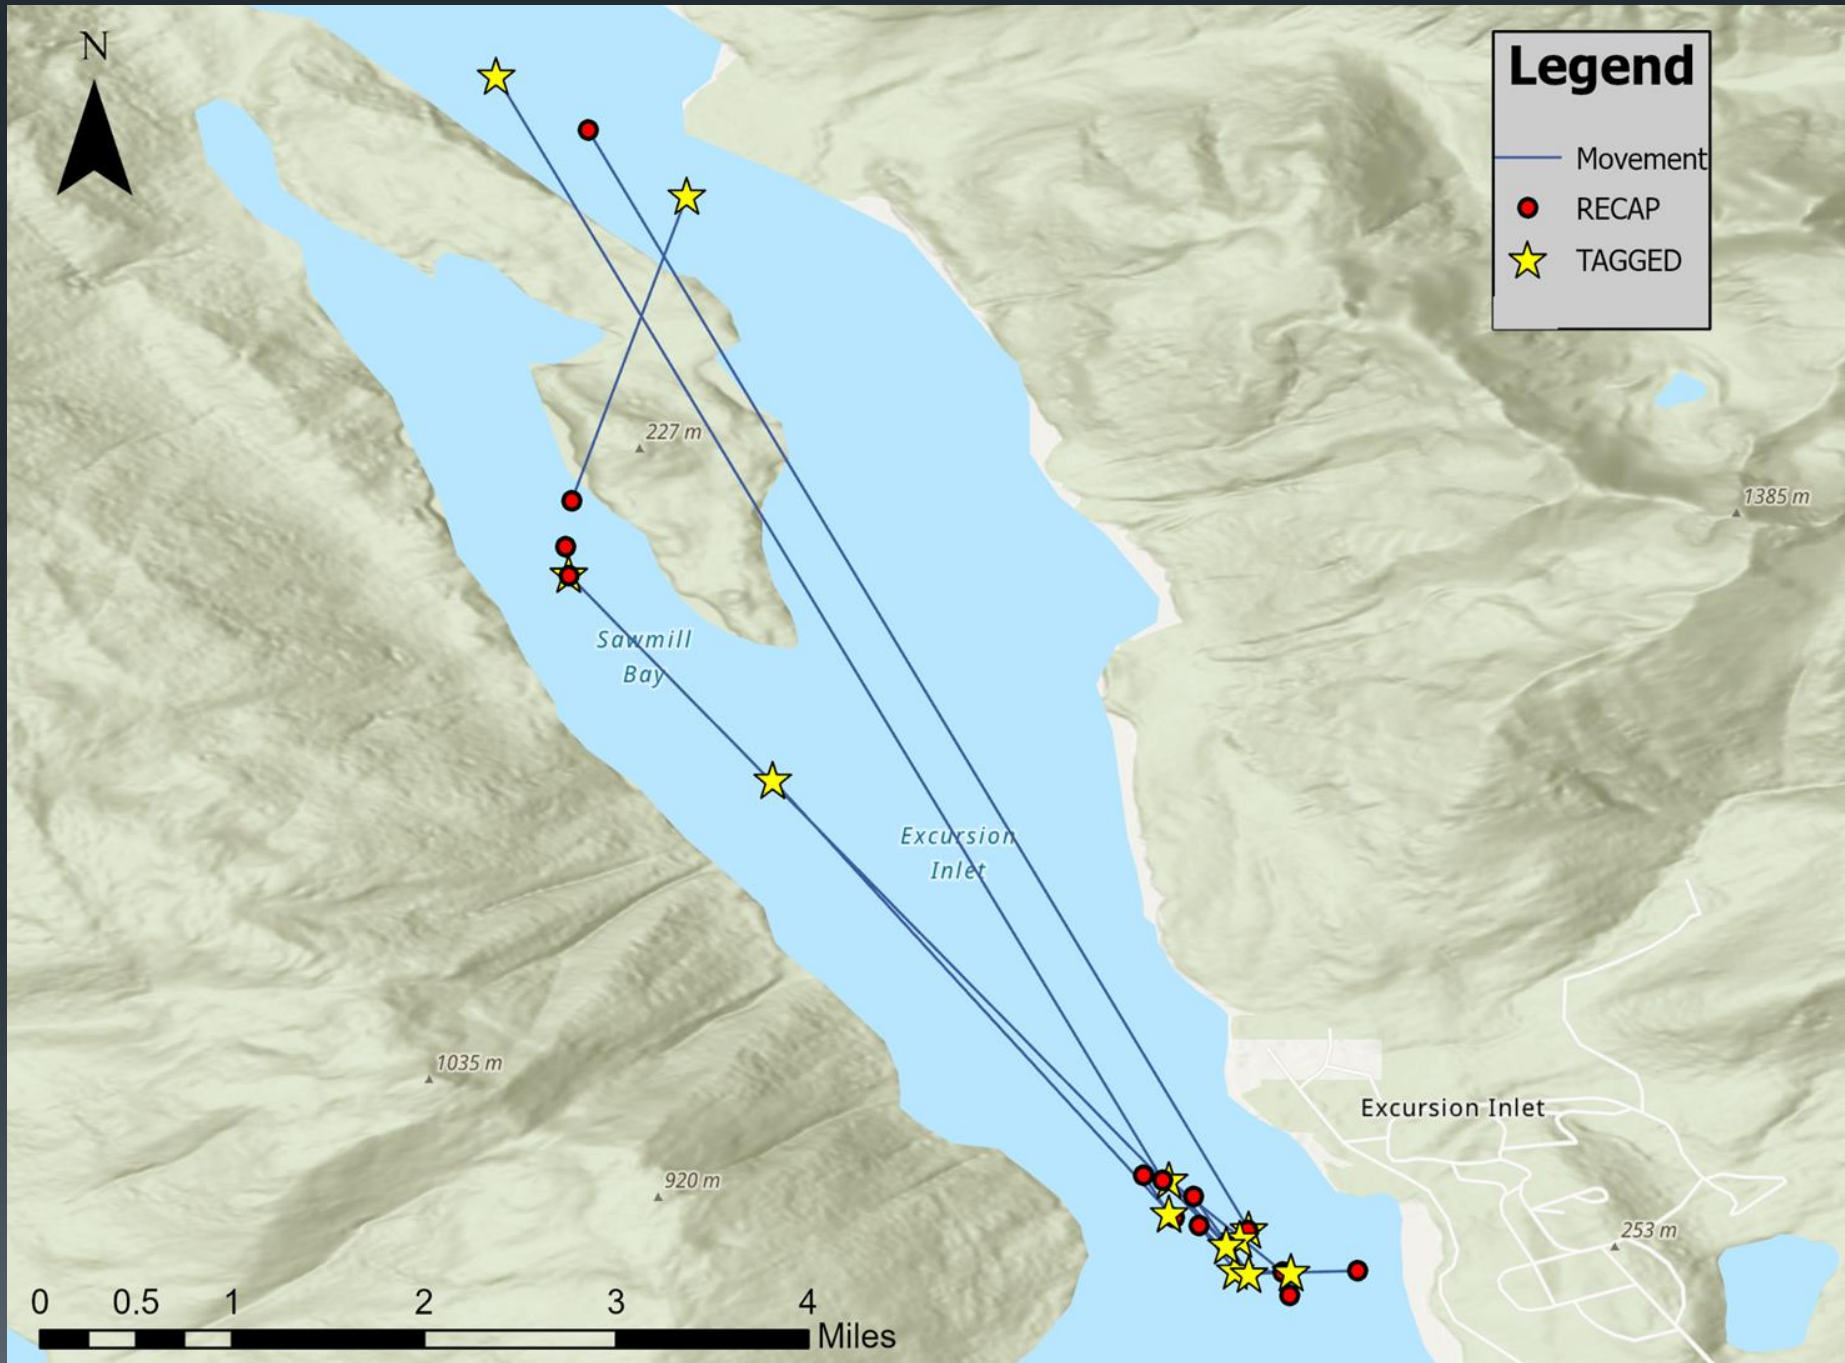 N
Legend
Movement
RECAP
TAGGED
227 m
1385 m
Sawmill
Bay
Excursion
Inlet
1035 m
Excursion Inlet
920 m
253 m
0 0.5 1 2 3 4
Miles